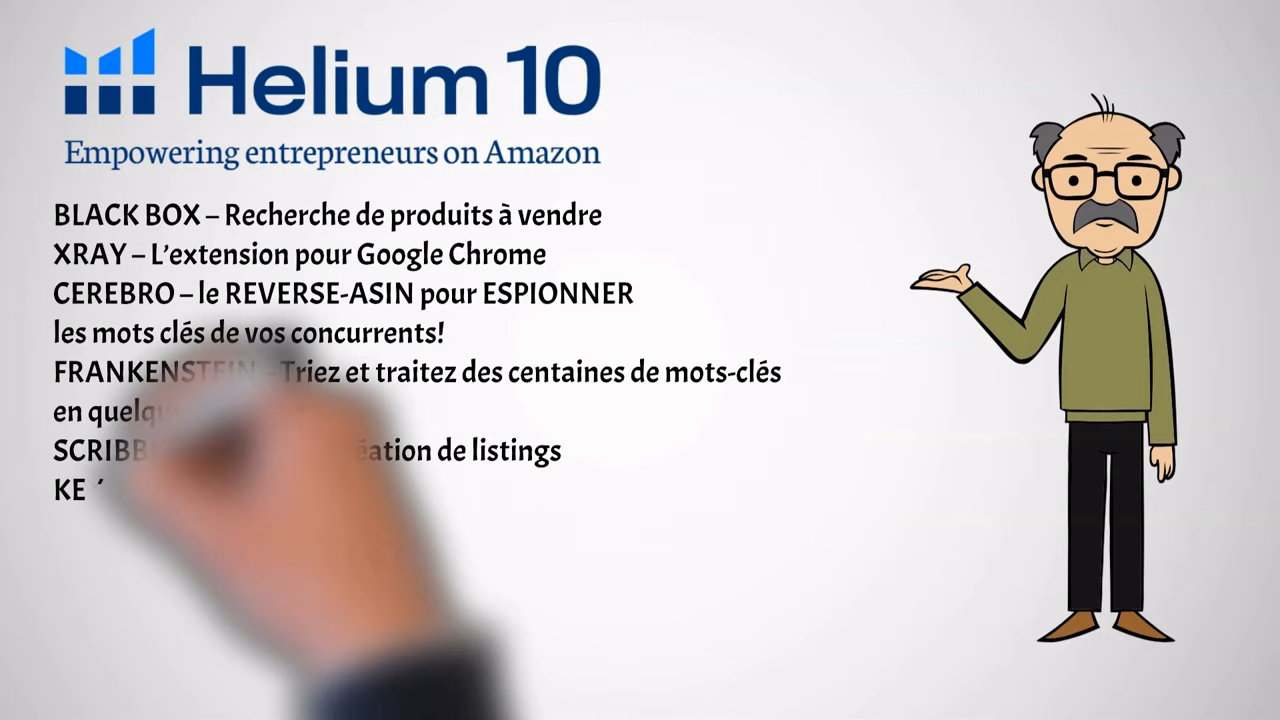 Helium 10
Empowering entrepreneurs on Amazon
BLACK BOX – Recherche de produits à vendre
XRAY – L’extension pour Google Chrome
CEREBRO – le REVERSE-ASIN pour ESPIONNER
les mots clés de vos concurrents!
FRANKENSTEIN – Triez et traitez des centaines de mots-clés
en
de listings
KE